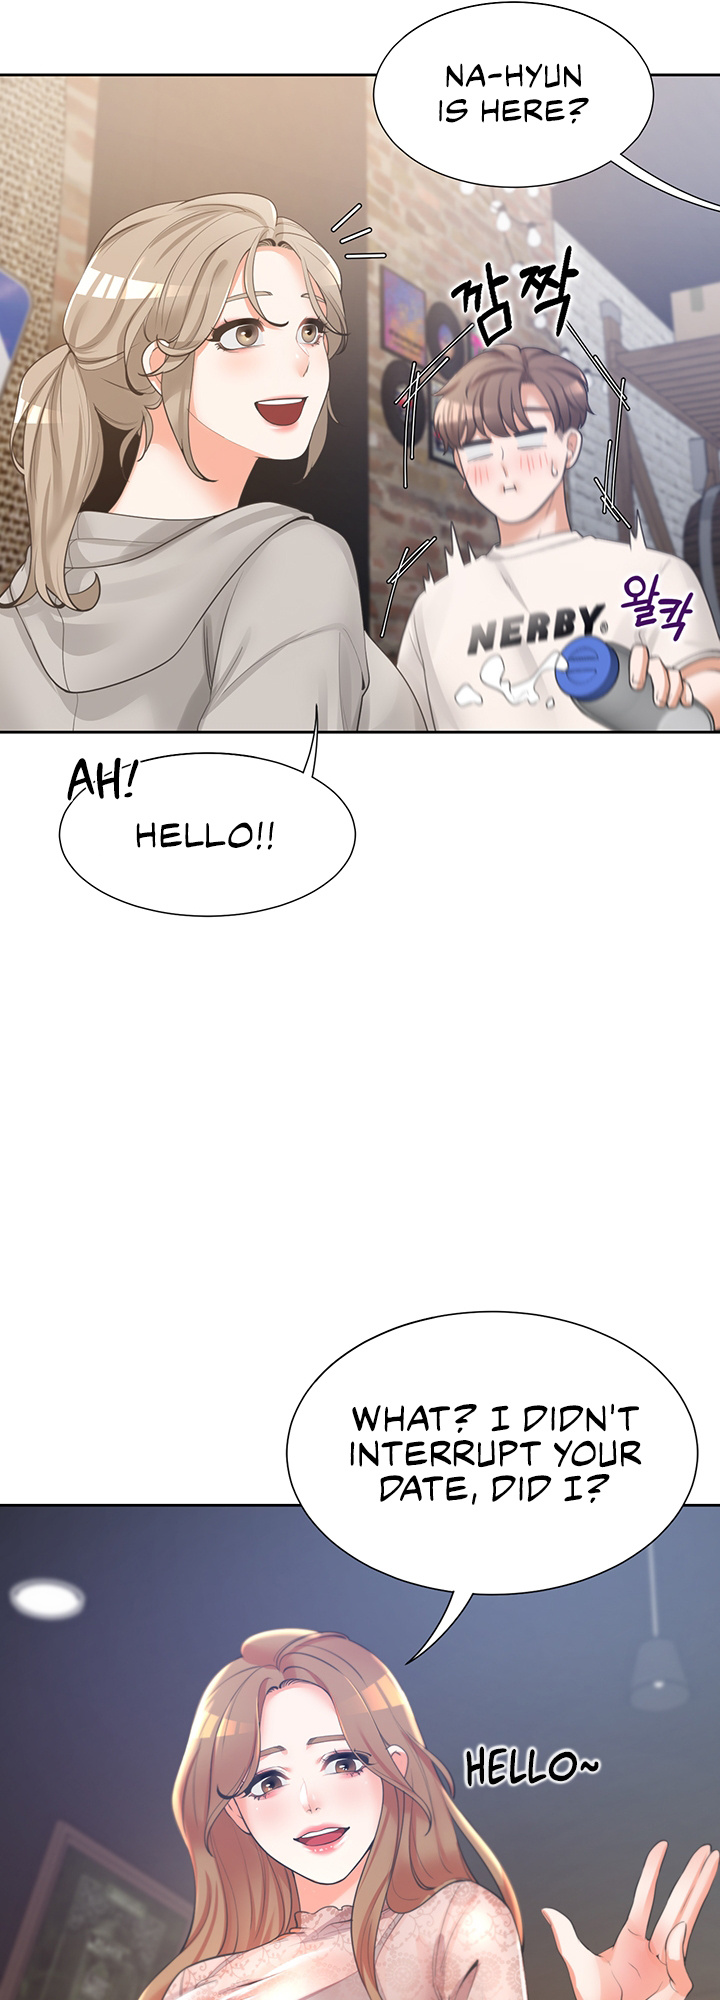 NA-HYUN
IS HERE?
깜짝
NERBY®
왈칵
AH!
HELLO!!
WHAT? I DIDN'T
INTERRUPT YOUR
DATE, DID I?
HELLO~